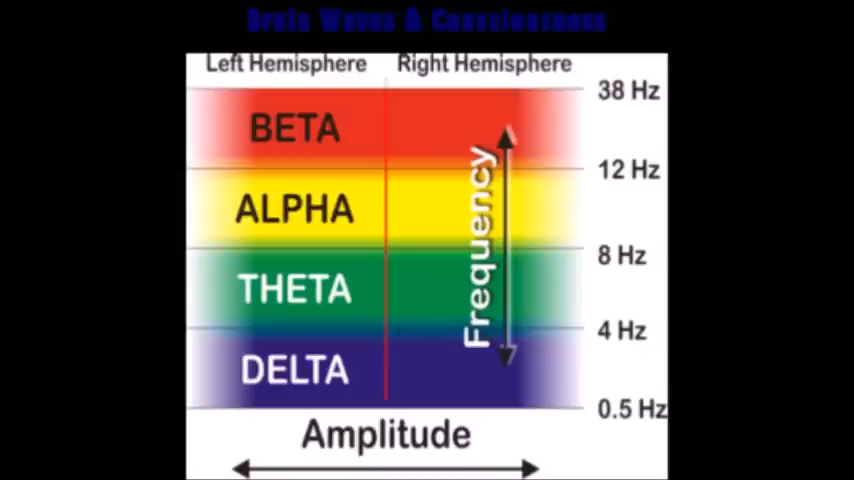 Brain Waves & Consciousness
Left Hemisphere Right Hemisphere
38 Hz
BETA
12 Hz
ALPHA
Frequency
8 Hz
THETA
4 Hz
DELTA
0.5 Hz
Amplitude